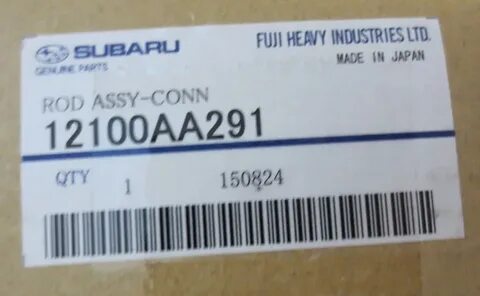 SUBARU
GENUINE PARTS
FUJI HEAVY INDUSTRIES LTD.
MADE IN JAPAN
ROD ASSY-CONN
12100AA291
QTY 1 150824